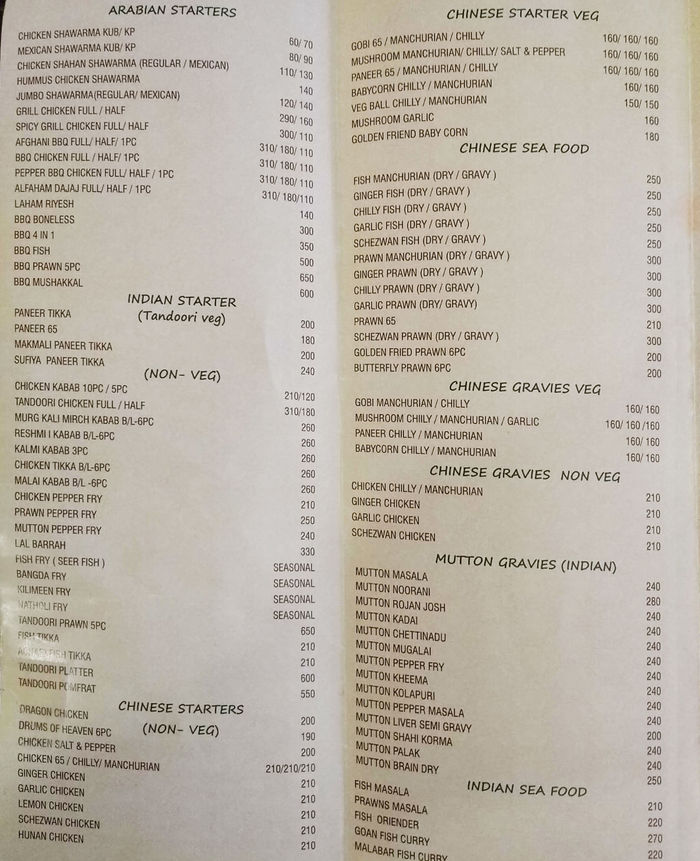 ARABIAN STARTERS
CHICKEN SHAWARMA KUB/ KP 60/ 70
MEXICAN SHAWARMA KUB/ KP 80/ 90
CHICKEN SHAHAN SHAWARMA (REGULAR / MEXICAN) 110/ 130
HUMMUS CHICKEN SHAWARMA 140
JUMBO SHAWARMA(REGULAR/ MEXICAN) 120/ 140
GRILL CHICKEN FULL / HALF 290/ 160
SPICY GRILL CHICKEN FULL/ HALF 300/ 110
AFGHANI BBQ FULL/ HALF/ 1PC 310/ 180/ 110
BBQ CHICKEN FULL / HALF/ 1PC 310/ 180/ 110
PEPPER BBQ CHICKEN FULL/ HALF / 1PC 310/ 180/ 110
ALFAHAM DAJAJ FULL/ HALF / 1PC 310/ 180/110
LAHAM RIYESH 140
BBQ BONELESS 300
BBQ 4 IN 1 350
BBQ FISH 500
BBQ PRAWN 5PC 650
BBQ MUSHAKKAL 600
INDIAN STARTER
(Tandoori veg)
PANEER TIKKA 200
PANEER 65 180
MAKMALI PANEER TIKKA 200
SUFIYA PANEER TIKKA 240
(NON- VEG)
CHICKEN KABAB 10PC / 5PC 210/120
TANDOORI CHICKEN FULL / HALF 310/180
MURG KALI MIRCH KABAB B/L-6PC 260
RESHMI I KABAB B/L-6PC 260
KALMI KABAB 3PC 260
CHICKEN TIKKA B/L-6PC 260
MALAI KABAB B/L -6PC 260
CHICKEN PEPPER FRY 210
PRAWN PEPPER FRY 250
MUTTON PEPPER FRY 240
LAL BARRAH 330
FISH FRY ( SEER FISH ) SEASONAL
BANGDA FRY SEASONAL
KILIMEEN FRY SEASONAL
NATHOLI FRY SEASONAL
TANDOORI PRAWN 5PC 650
FISH TIKKA 210
FISH TIKKA 210
TANDOORI PLATTER 600
TANDOORI POMFRAT 550
CHINESE STARTERS
(NON- VEG)
DRAGON CHICKEN 200
DRUMS OF HEAVEN 6PC 190
CHICKEN SALT & PEPPER 200
CHICKEN 65 / CHILLY/ MANCHURIAN 210/210/210
GINGER CHICKEN 210
GARLIC CHICKEN 210
LEMON CHICKEN 210
SCHEZWAN CHICKEN 210
HUNAN CHICKEN 210
CHINESE STARTER VEG
GOBI 65 / MANCHURIAN / CHILLY 160/ 160/ 160
MUSHROOM MANCHURIAN/ CHILLY/ SALT & PEPPER 160/ 160/ 160
PANEER 65 / MANCHURIAN / CHILLY 160/ 160/ 160
BABYCORN CHILLY / MANCHURIAN 160/ 160
VEG BALL CHILLY / MANCHURIAN 150/ 150
MUSHROOM GARLIC 160
GOLDEN FRIEND BABY CORN 180
CHINESE SEA FOOD
FISH MANCHURIAN (DRY / GRAVY ) 250
GINGER FISH (DRY / GRAVY ) 250
CHILLY FISH (DRY / GRAVY ) 250
GARLIC FISH (DRY / GRAVY ) 250
SCHEZWAN FISH (DRY / GRAVY ) 250
PRAWN MANCHURIAN (DRY / GRAVY ) 300
GINGER PRAWN (DRY / GRAVY ) 300
CHILLY PRAWN (DRY / GRAVY ) 300
GARLIC PRAWN (DRY/ GRAVY) 300
PRAWN 65 210
SCHEZWAN PRAWN (DRY / GRAVY ) 300
GOLDEN FRIED PRAWN 6PC 200
BUTTERFLY PRAWN 6PC 200
CHINESE GRAVIES VEG
GOBI MANCHURIAN / CHILLY 160/ 160
MUSHROOM CHIILY / MANCHURIAN / GARLIC 160/ 160 /160
PANEER CHILLY / MANCHURIAN 160/ 160
BABYCORN CHILLY / MANCHURIAN 160/ 160
CHINESE GRAVIES NON VEG
CHICKEN CHILLY / MANCHURIAN 210
GINGER CHICKEN 210
GARLIC CHICKEN 210
SCHEZWAN CHICKEN 210
MUTTON GRAVIES (INDIAN)
MUTTON MASALA 240
MUTTON NOORANI 280
MUTTON ROJAN JOSH 240
MUTTON KADAI 240
MUTTON CHETTINADU 240
MUTTON MUGALAI 240
MUTTON PEPPER FRY 240
MUTTON KHEEMA 240
MUTTON KOLAPURI 240
MUTTON PEPPER MASALA 240
MUTTON LIVER SEMI GRAVY 200
MUTTON SHAHI KORMA 240
MUTTON PALAK 240
MUTTON BRAIN DRY 250
INDIAN SEA FOOD
FISH MASALA 210
PRAWNS MASALA 220
FISH ORIENDER 270
GOAN FISH CURRY 220
MALABAR FISH CURRY